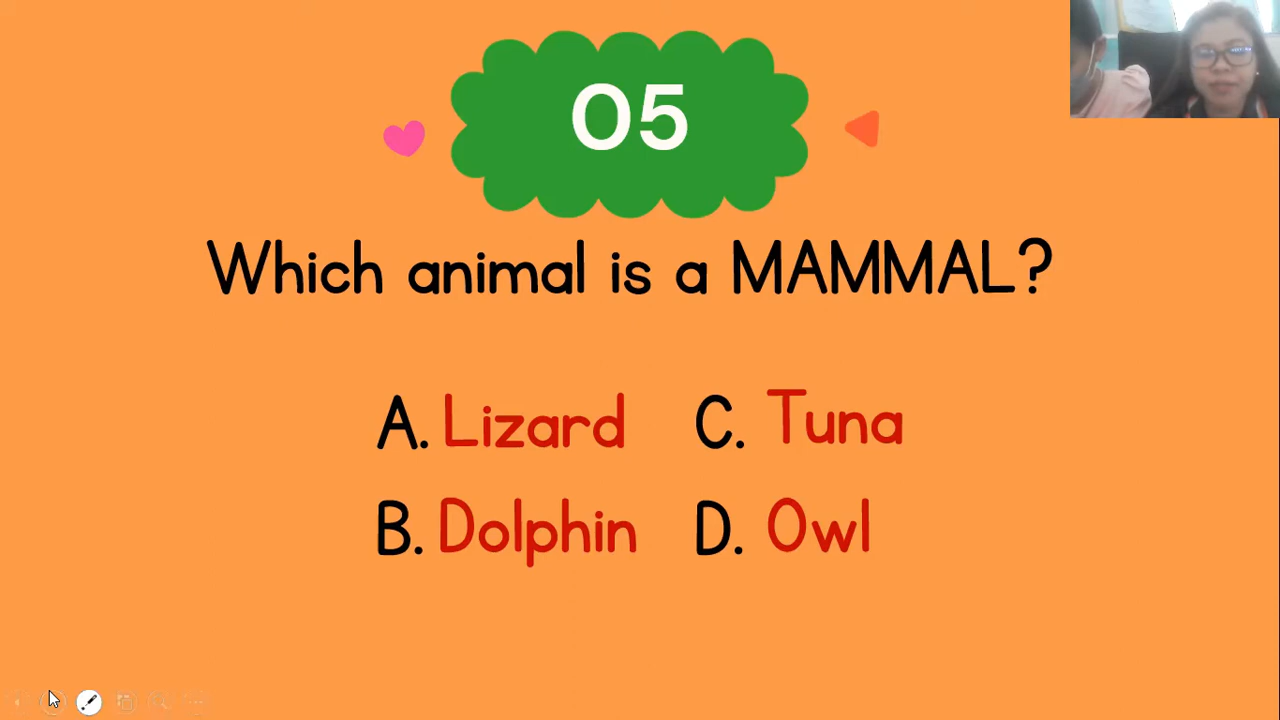 05
Which animal is a MAMMAL?
A. Lizard
C. Tuna
B. Dolphin
D. Owl